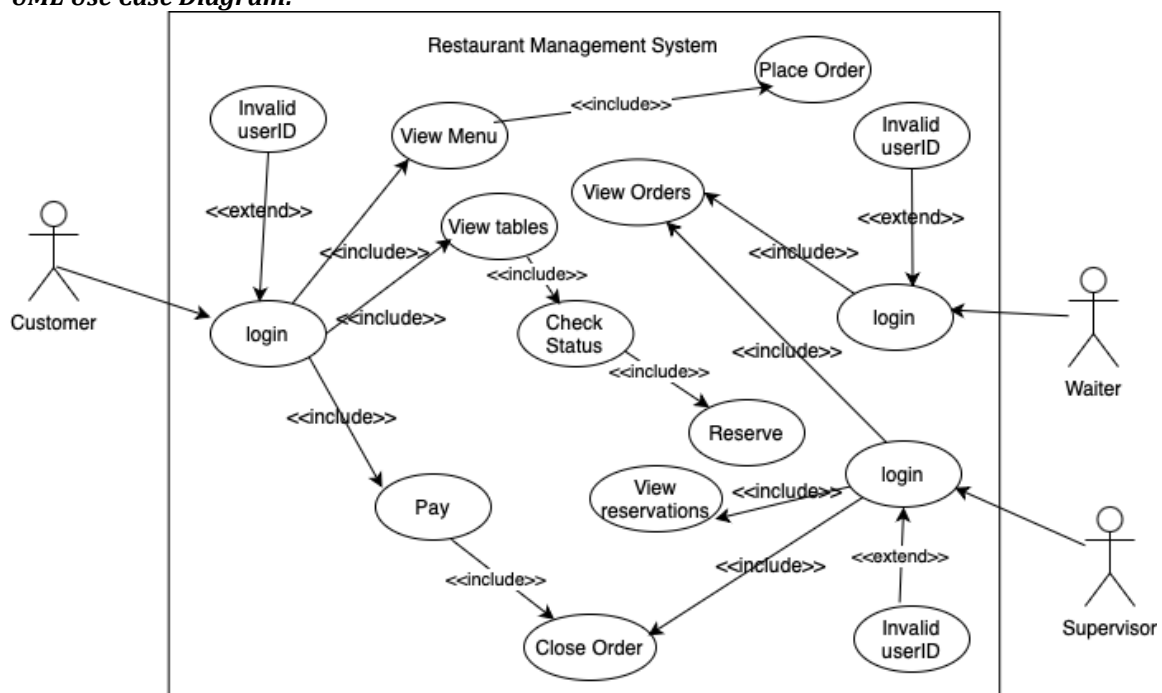 UML Use Case Diagram:
Restaurant Management System
Place Order
<<include>>
Invalid
userID
View Menu
Invalid
userID
View Orders
<<extend>>
View tables
<<extend>>
<<include>>
<<include>>
<<include>>
Customer
login
<<include>>
Check
Status
login
<<include>>
<<include>>
Waiter
<<include>>
Reserve
login
View
reservations
<<include>>
Pay
<<extend>>
<<include>>
<<include>>
Close Order
Invalid
userID
Supervisor